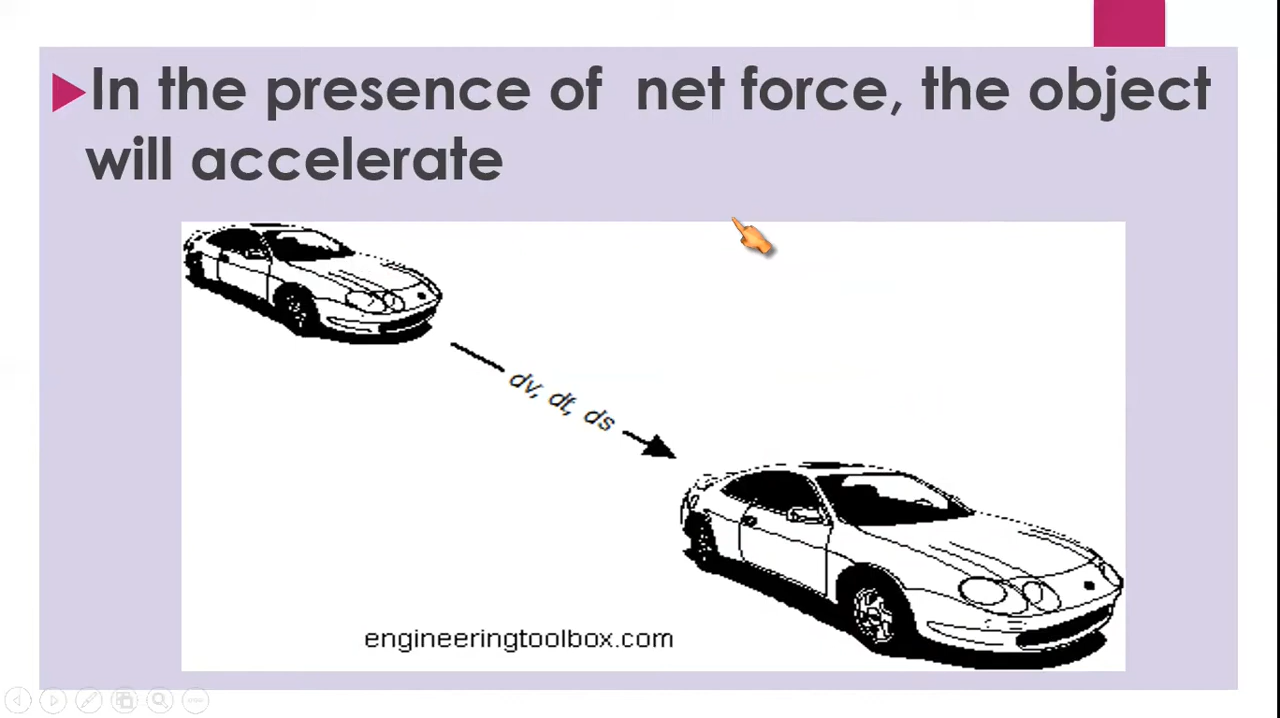 In the presence of  net force, the object
will accelerate
dv, dt, ds
engineeringtoolbox.com